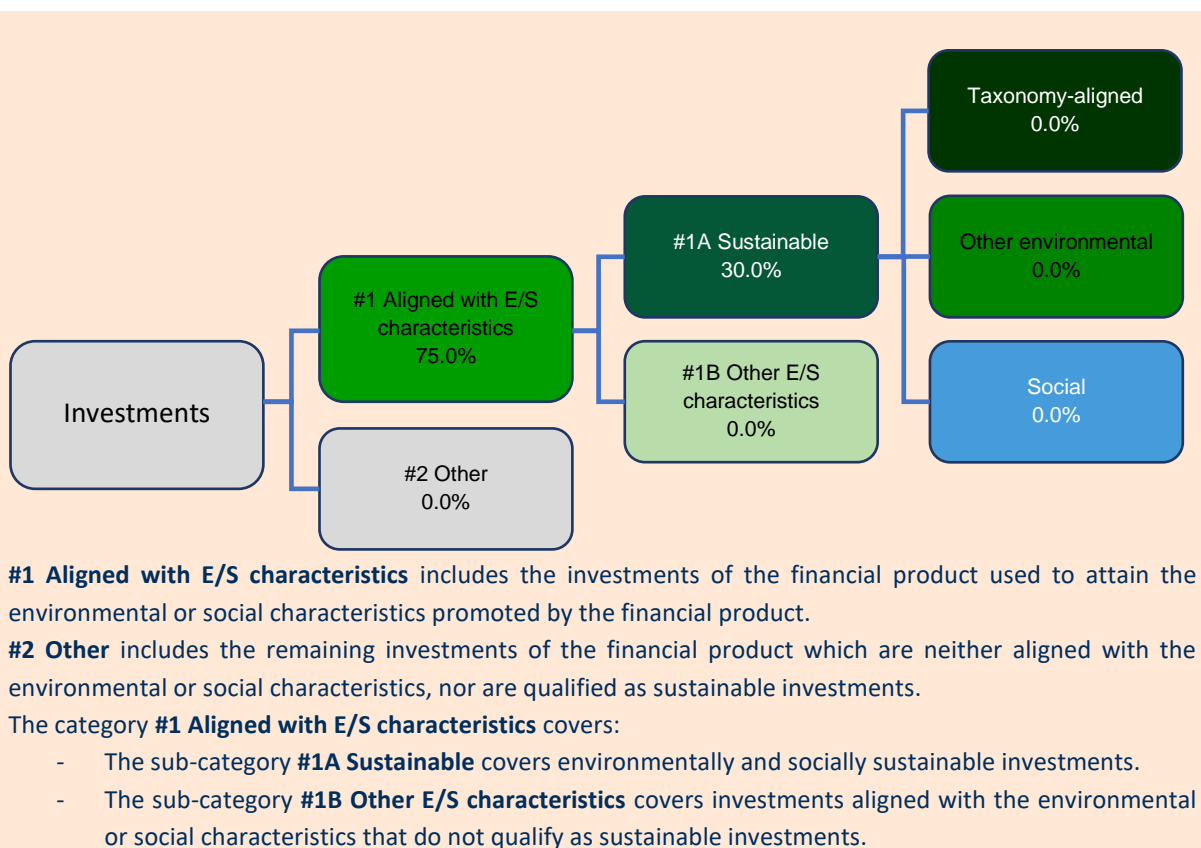 Taxonomy-aligned
0.0%
#1A Sustainable
30.0%
Other environmental
0.0%
#1 Aligned with E/S
characteristics
75.0%
#1B Other E/S
characteristics
0.0%
Social
0.0%
Investments
#2 Other
0.0%
#1 Aligned with E/S characteristics includes the investments of the financial product used to attain the
environmental or social characteristics promoted by the financial product.
#2 Other includes the remaining investments of the financial product which are neither aligned with the
environmental or social characteristics, nor are qualified as sustainable investments.
The category #1 Aligned with E/S characteristics covers:
- The sub-category #1A Sustainable covers environmentally and socially sustainable investments.
- The sub-category #1B Other E/S characteristics covers investments aligned with the environmental
or social characteristics that do not qualify as sustainable investments.